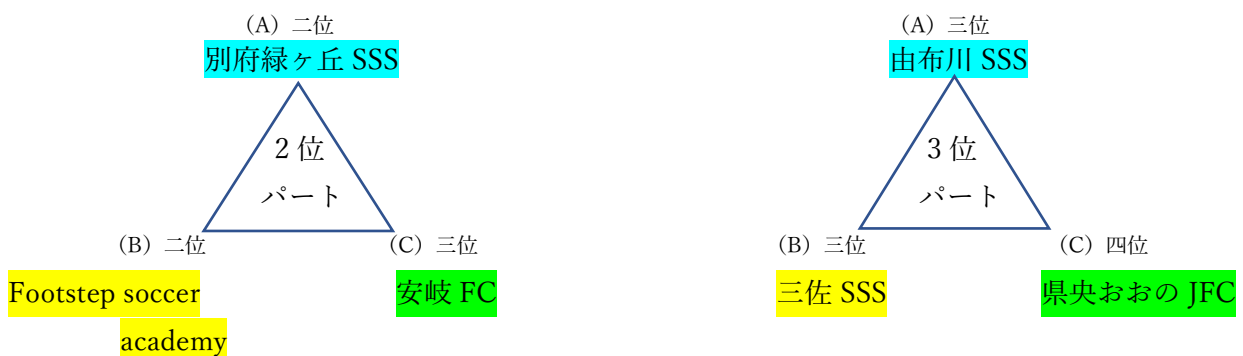 (A) 二位
別府緑ヶ丘 SSS
2 位
パート
(B) 二位
(C) 三位
Footstep soccer
academy
安岐 FC
(A) 三位
由布川 SSS
3 位
パート
(B) 三位
(C) 四位
三佐 SSS
県央おおの JFC